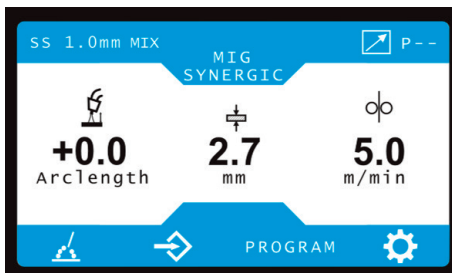 SS 1.0mm MIX
MIG
SYNERGIC
P--
+0.0
Arclength
2.7
mm
5.0
m/min
PROGRAM